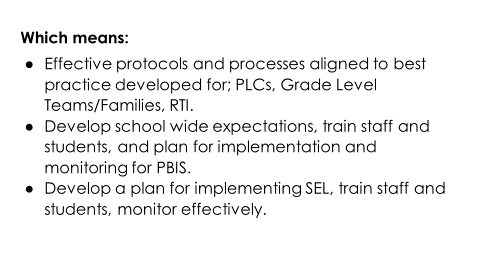 Which means:
● Effective protocols and processes aligned to best
practice developed for; PLCs, Grade Level
Teams/Families, RTI.
● Develop school wide expectations, train staff and
students, and plan for implementation and
monitoring for PBIS.
● Develop a plan for implementing SEL, train staff and
students, monitor effectively.